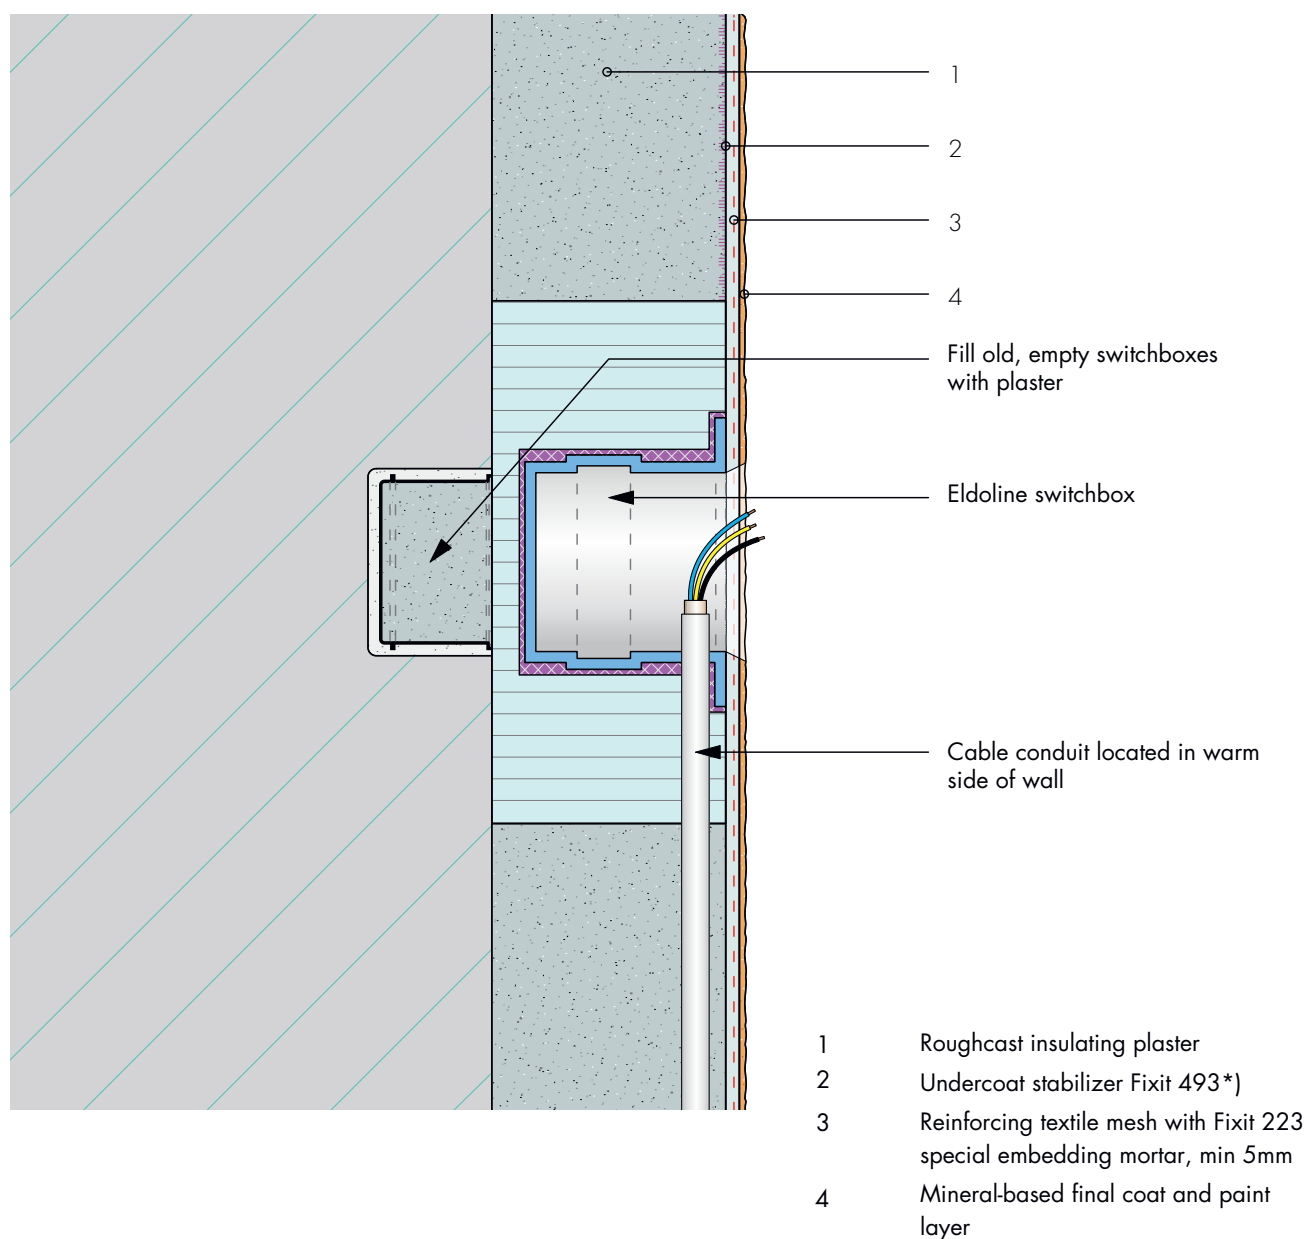 1
2
3
4
Fill old, empty switchboxes
with plaster
Eldoline switchbox
Cable conduit located in warm
side of wall
1 Roughcast insulating plaster
2 Undercoat stabilizer Fixit 493*)
3 Reinforcing textile mesh with Fixit 223
special embedding mortar, min 5mm
4 Mineral-based final coat and paint
layer